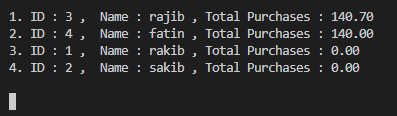 1. ID : 3 ,  Name : rajib , Total Purchases : 140.70
2. ID : 4 ,  Name : fatin , Total Purchases : 140.00
3. ID : 1 ,  Name : rakib , Total Purchases : 0.00
4. ID : 2 ,  Name : sakib , Total Purchases : 0.00